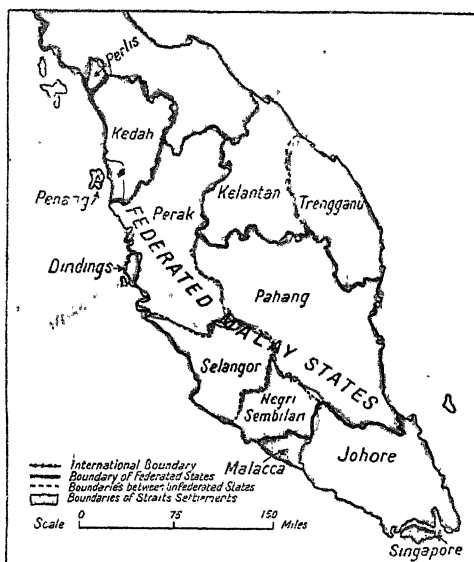 Perlis
Kedah
Penang
Perak
Kelantan
Trengganu
Dindings
Pahang
FEDERATED MALAY STATES
Selangor
Negri
Sembilan
Malacca
Johore
Singapore
International Boundary
Boundary of Federated States
Boundaries between Unfederated States
Boundaries of Straits Settlements
Scale 0 75 150 Miles